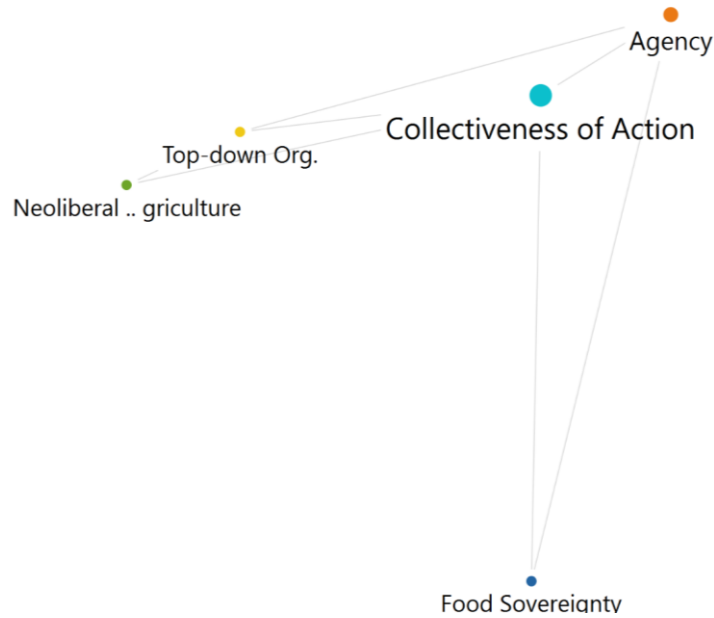 Agency
Collectiveness of Action
Top-down Org.
Neoliberal .. griculture
Food Sovereignty